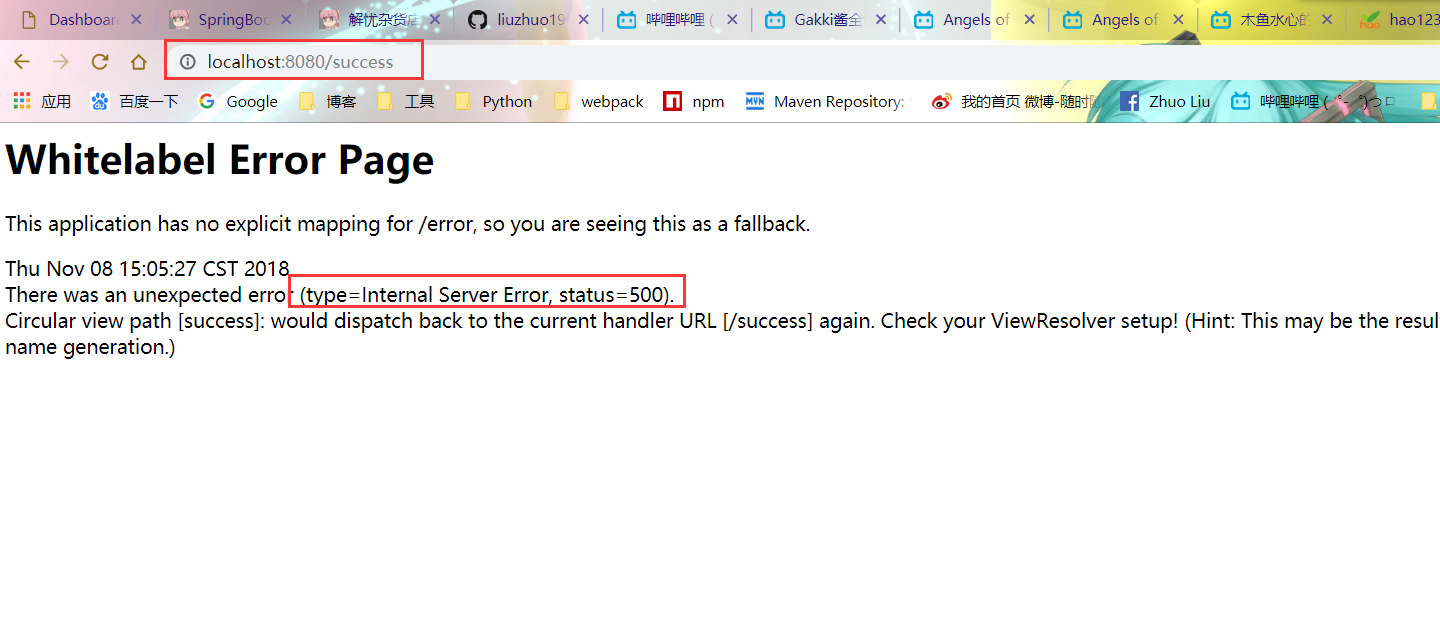 Dashboar SpringBoo 解忧杂货店 liuzhuo19 哔哩哔哩 ( Gakki酱全 Angels of Angels of 木鱼水心的 hao123
localhost:8080/success
应用 百度一下 Google 博客 工具 Python webpack npm Maven Repository: 我的首页 微博-随时随 Zhuo Liu 哔哩哔哩 ( ゜- ゜)つロ
Whitelabel Error Page
This application has no explicit mapping for /error, so you are seeing this as a fallback.
Thu Nov 08 15:05:27 CST 2018
There was an unexpected error (type=Internal Server Error, status=500).
Circular view path [success]: would dispatch back to the current handler URL [/success] again. Check your ViewResolver setup! (Hint: This may be the resul
name generation.)